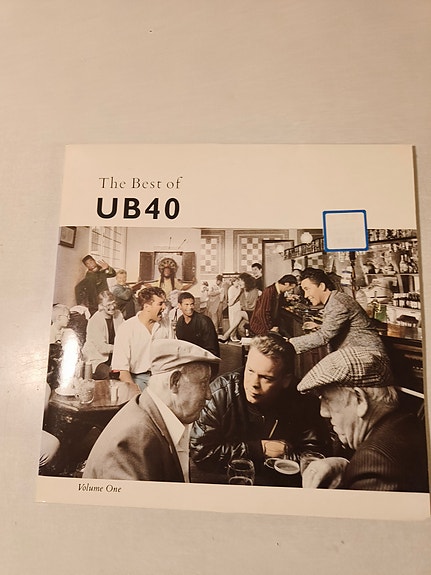 The Best of
UB40
Volume One